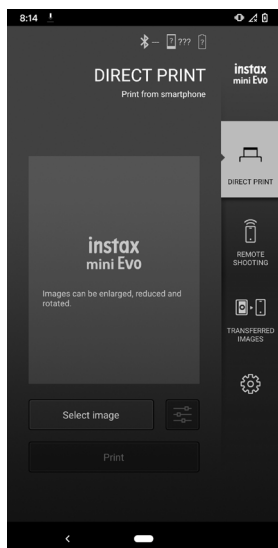 8:14
? ??? ?
DIRECT PRINT
Print from smartphone
instax
mini Evo
DIRECT PRINT
REMOTE
SHOOTING
TRANSFERRED
IMAGES
instax
mini Evo
Images can be enlarged, reduced and
rotated.
Select image
Print